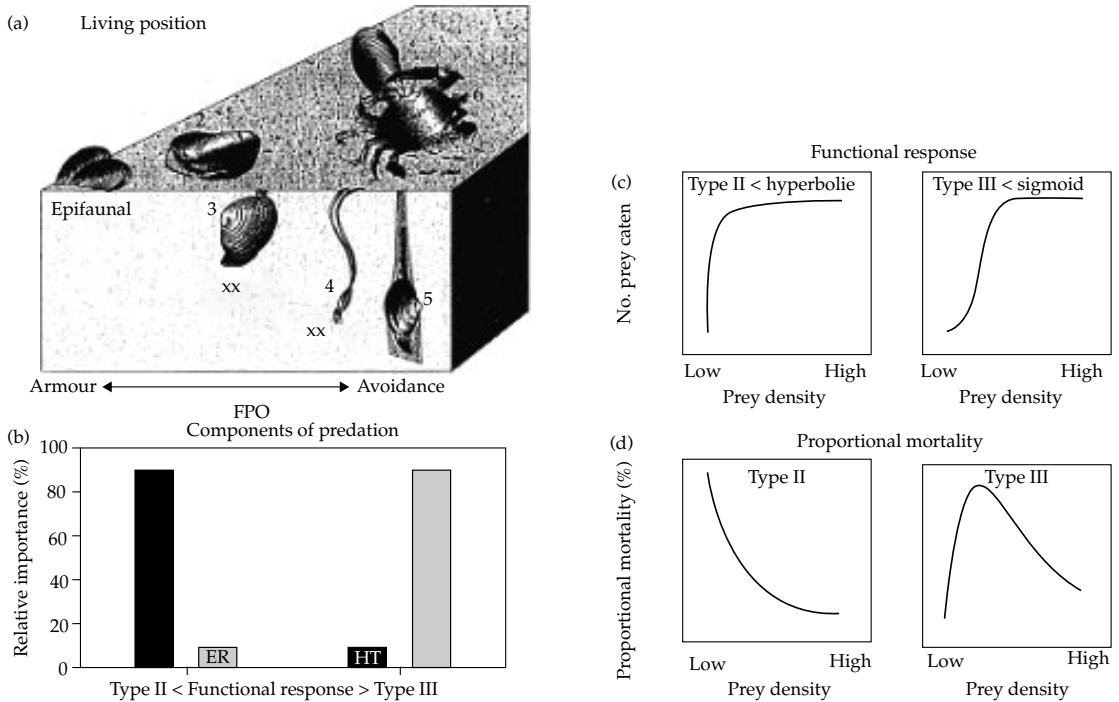 (a) Living position
6
2
Epifaunal
3
xx
4
xx
5
Armour Avoidance
FPO
(b) Components of predation
Relative importance (%)
100
80
60
40
20
0
ER
HT
Type II < Functional response > Type III
Functional response
(c)
Type II < hyperbolie
Type III < sigmoid
No. prey caten
Low High
Low High
Prey density
Prey density
(d) Proportional mortality
Type II
Type III
Proportional mortality (%)
Low High
Low High
Prey density
Prey density